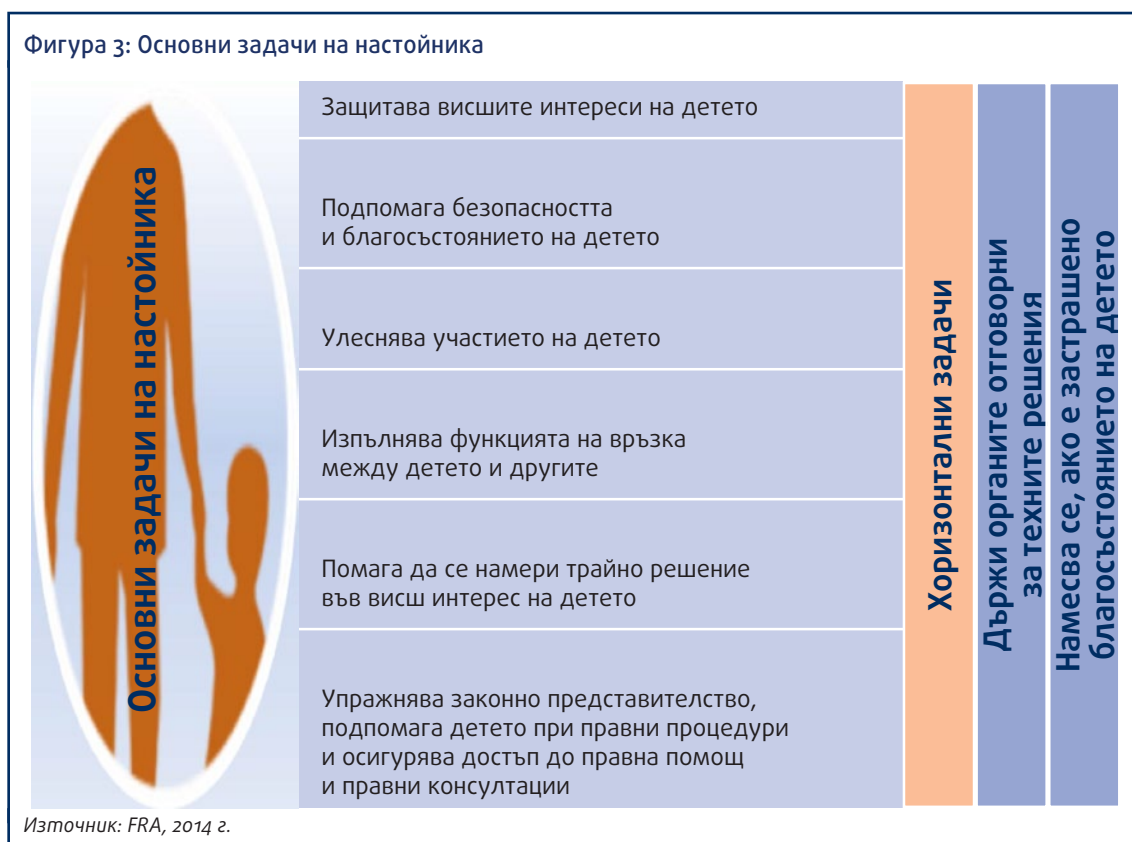 Фигура 3: Основни задачи на настойника
Основни задачи на настойника
Защитава висшите интереси на детето
Подпомага безопасността
и благосъстоянието на детето
Улеснява участието на детето
Изпълнява функцията на връзка
между детето и другите
Помага да се намери трайно решение
във висш интерес на детето
Упражнява законно представителство,
подпомага детето при правни процедури
и осигурява достъп до правна помощ
и правни консултации
Хоризонтални задачи
Държи органите отговорни
за техните решения
Намесва се, ако е застрашено
благосъстоянието на детето
Източник: FRA, 2014 г.